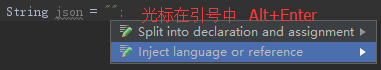 String json = ""; 光标在引号中 Alt+Enter
Split into declaration and assignment
Inject language or reference